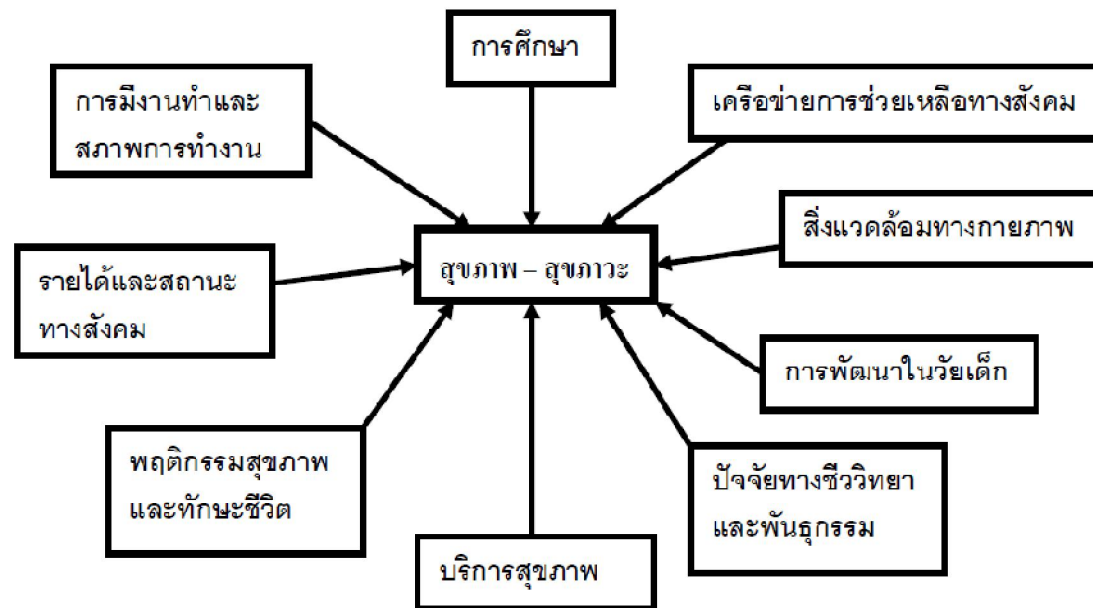 การศึกษา
การมีงานทำและ
สภาพการทำงาน
เครือข่ายการช่วยเหลือทางสังคม
สิ่งแวดล้อมทางกายภาพ
สุขภาพ – สุขภาวะ
รายได้และสถานะ
ทางสังคม
การพัฒนาในวัยเด็ก
พฤติกรรมสุขภาพ
และทักษะชีวิต
ปัจจัยทางชีววิทยา
และพันธุกรรม
บริการสุขภาพ